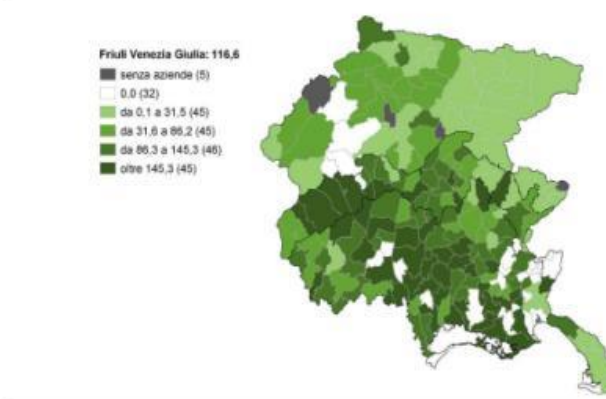 Friuli Venezia Giulia: 116,6
senza aziende (5)
0,0 (32)
da 0,1 a 31,5 (45)
da 31,6 a 86,2 (45)
da 86,3 a 145,3 (46)
oltre 145,3 (45)